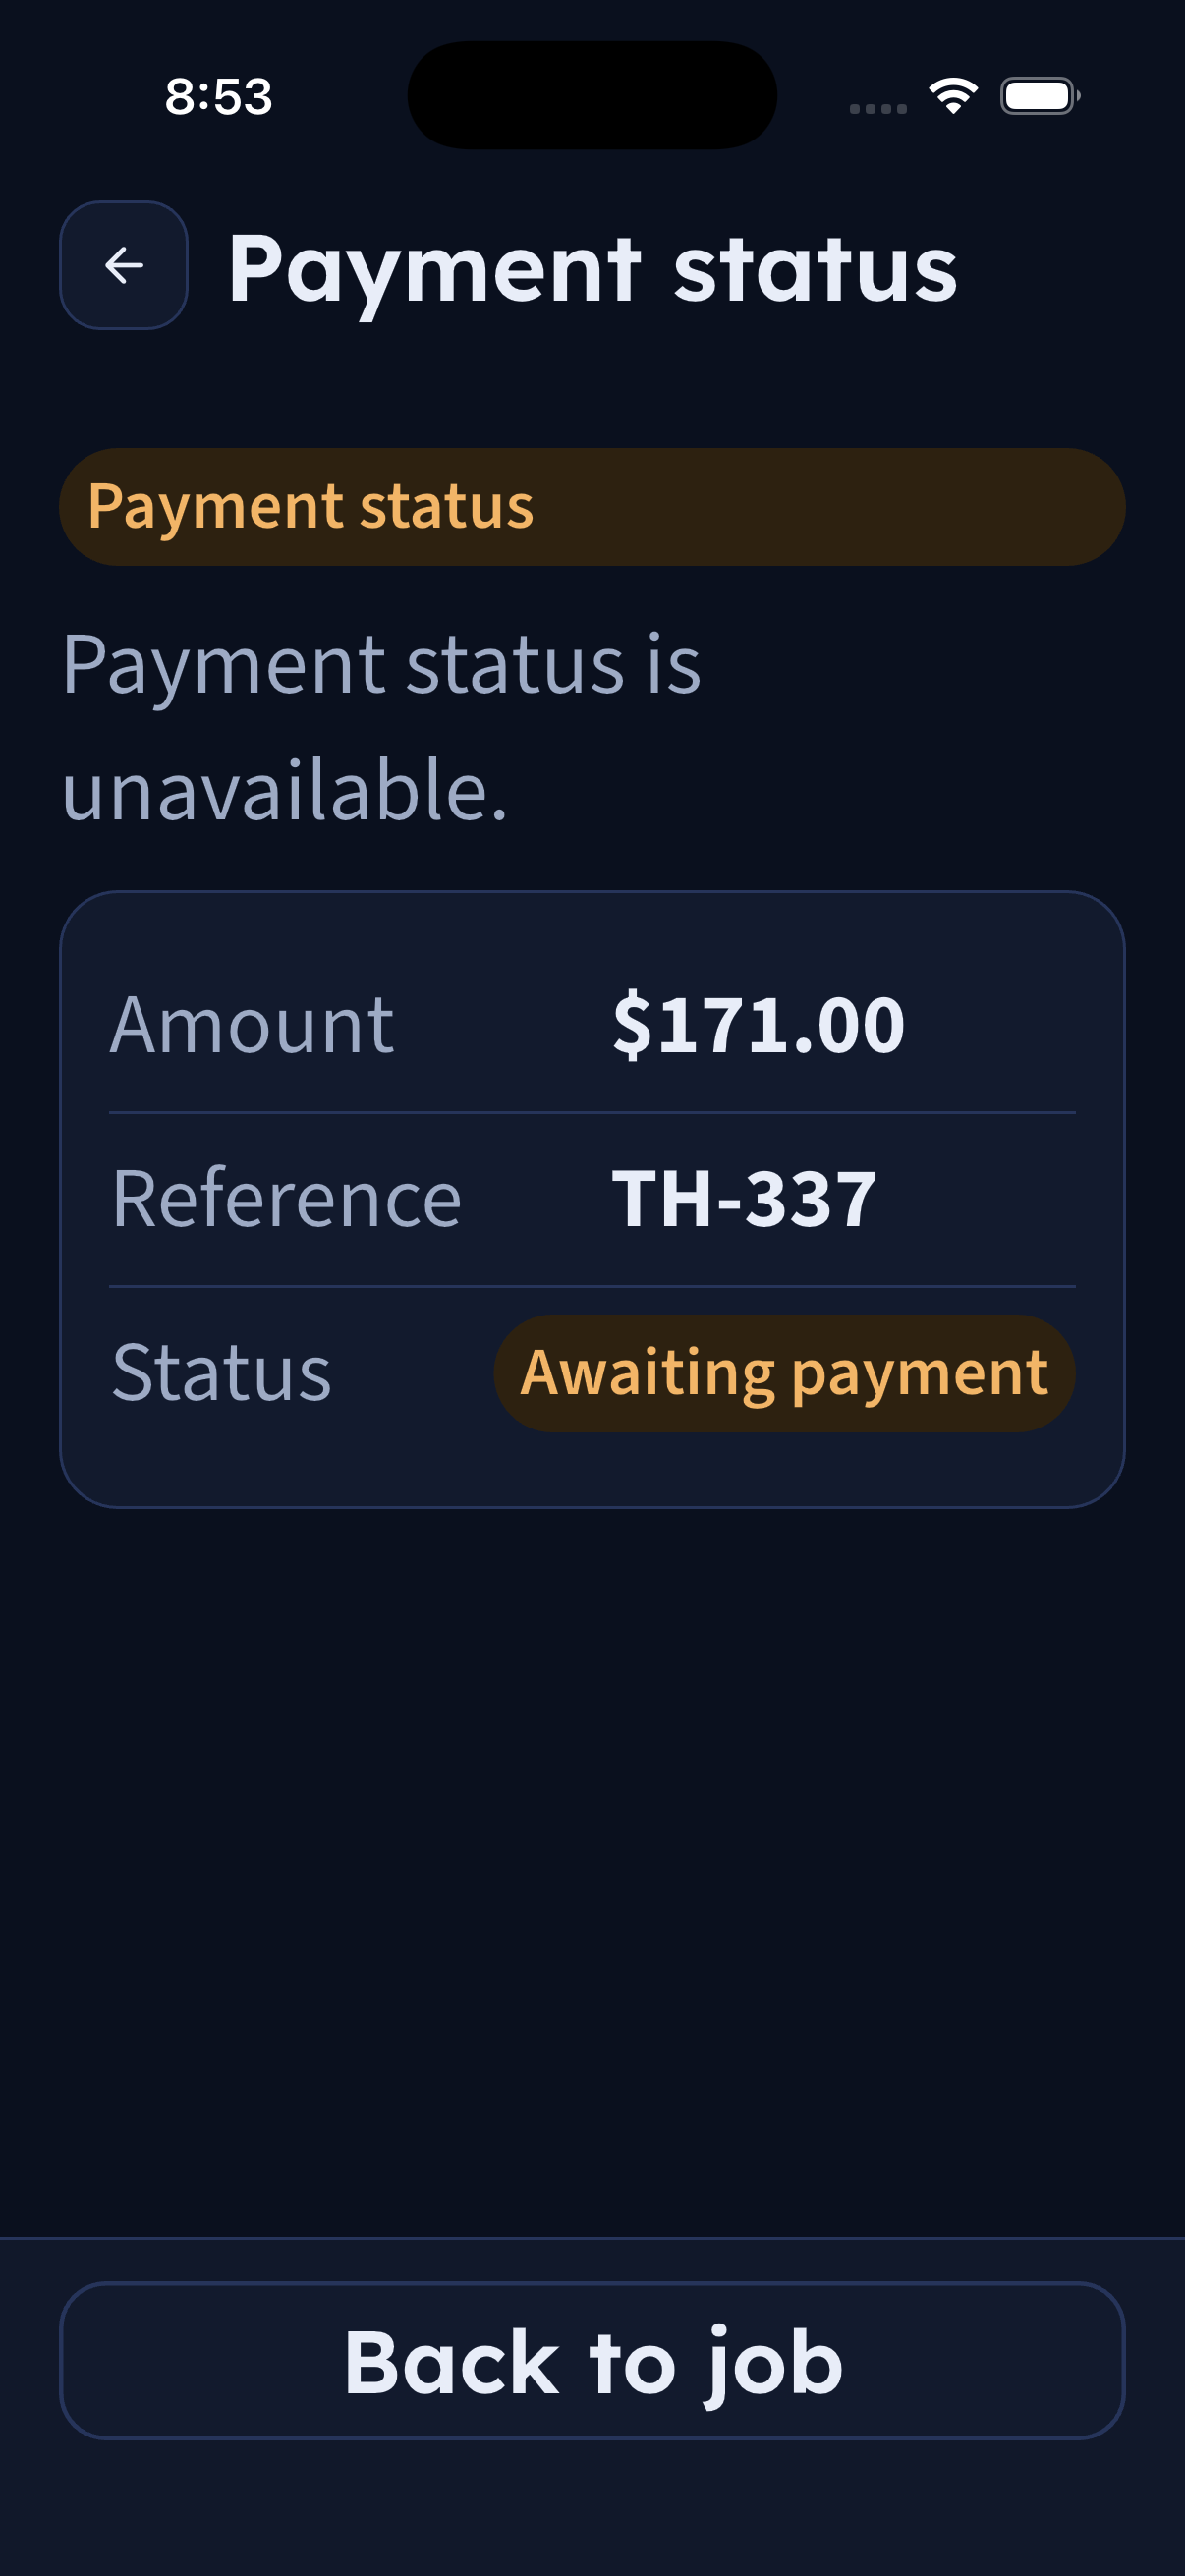 8:53
Payment status
Payment status
Payment status is
unavailable.
Amount $171.00
Reference TH-337
Status Awaiting payment
Back to job